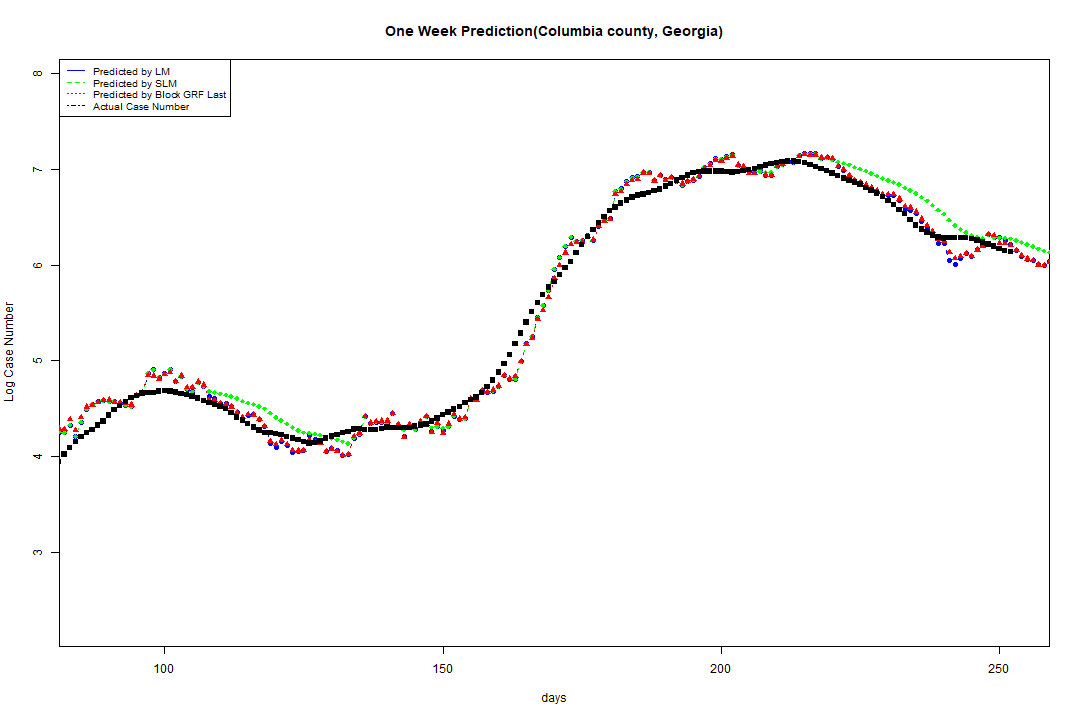 One Week Prediction(Columbia county, Georgia)
Predicted by LM
Predicted by SLM
Predicted by Block GRF Last
Actual Case Number
8
7
6
5
4
3
Log Case Number
100 150 200 250
days